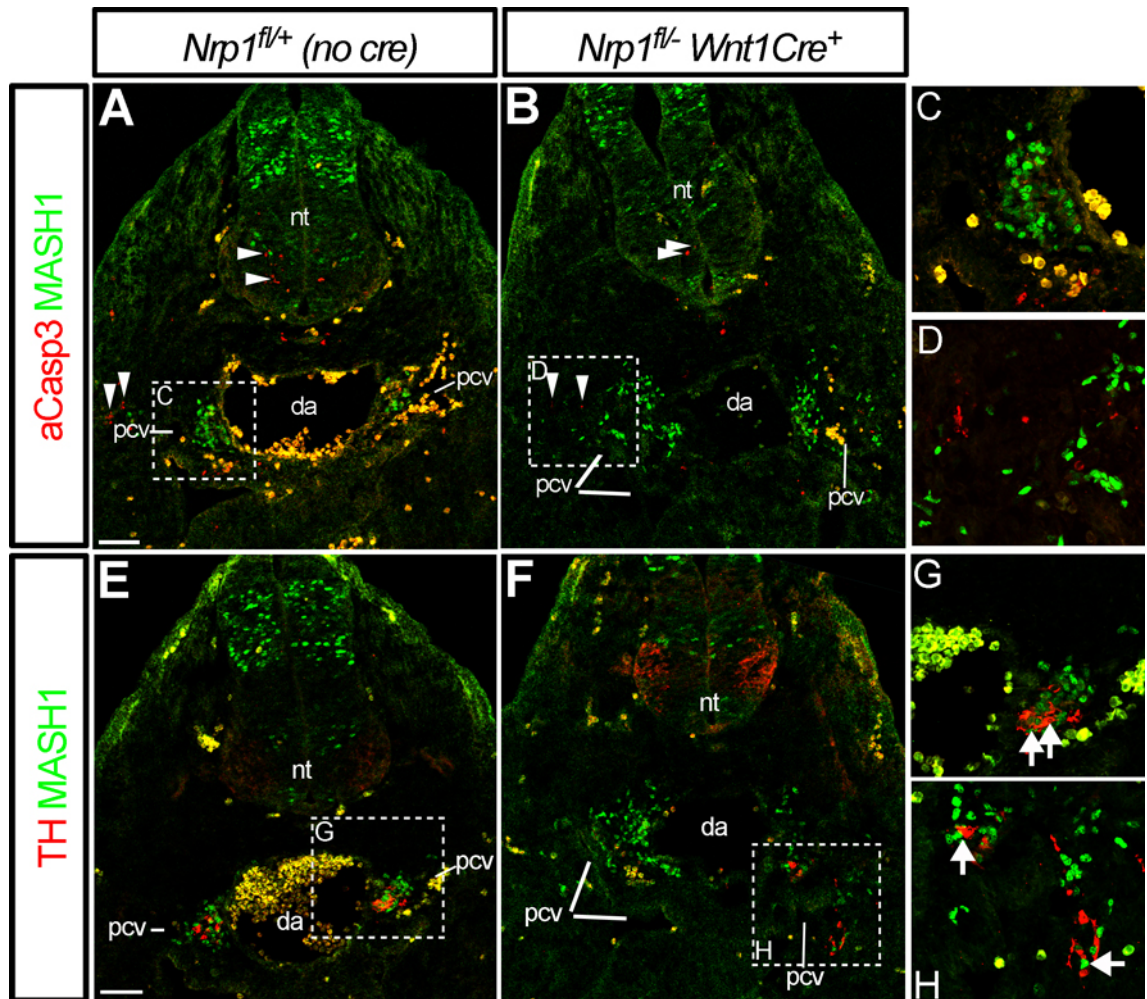 Nrp1fl/+ (no cre)
Nrp1fl/- Wnt1Cre+
aCasp3 MASH1
A
nt
C
pcv
da
pcv
B
nt
D
da
pcv
pcv
C
D
TH MASH1
E
nt
G
pcv
pcv
da
F
nt
da
pcv
H
pcv
G
H